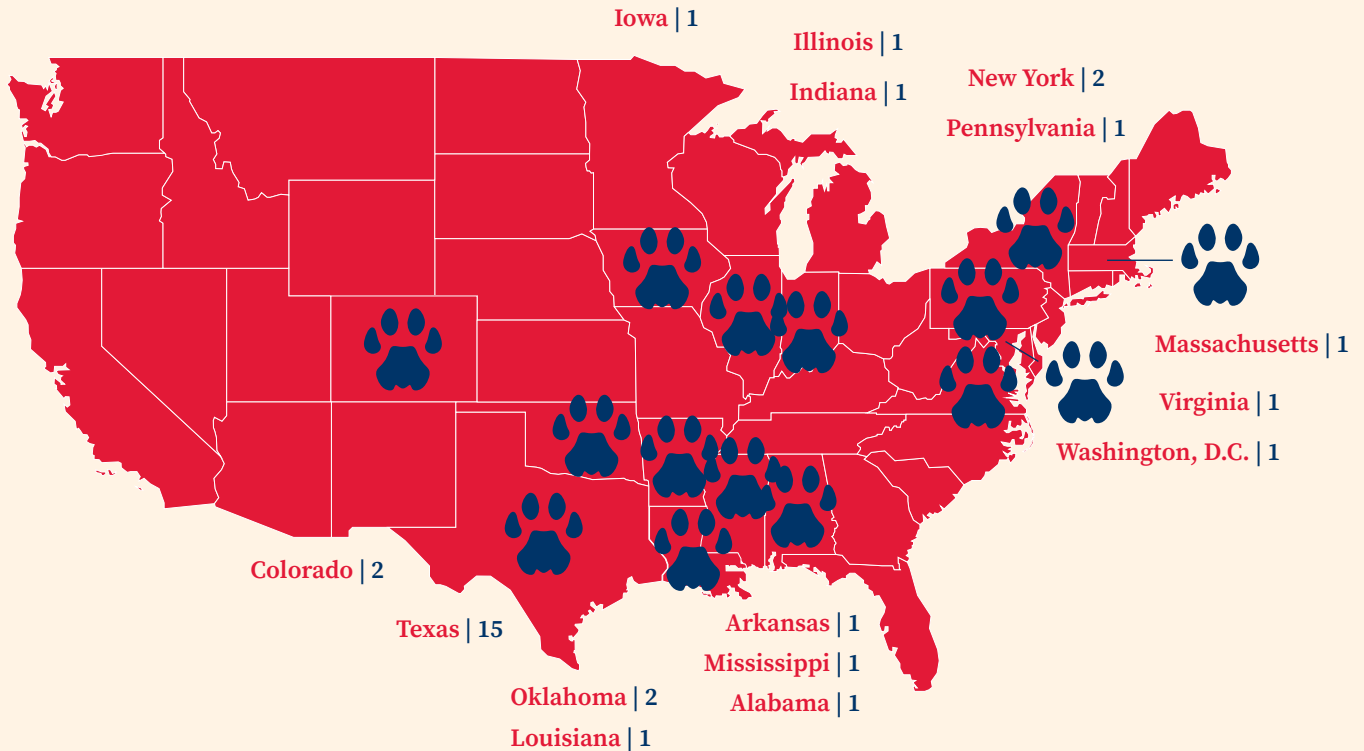 Iowa | 1
Illinois | 1
Indiana | 1
New York | 2
Pennsylvania | 1
Massachusetts | 1
Virginia | 1
Washington, D.C. | 1
Colorado | 2
Texas | 15
Oklahoma | 2
Louisiana | 1
Arkansas | 1
Mississippi | 1
Alabama | 1